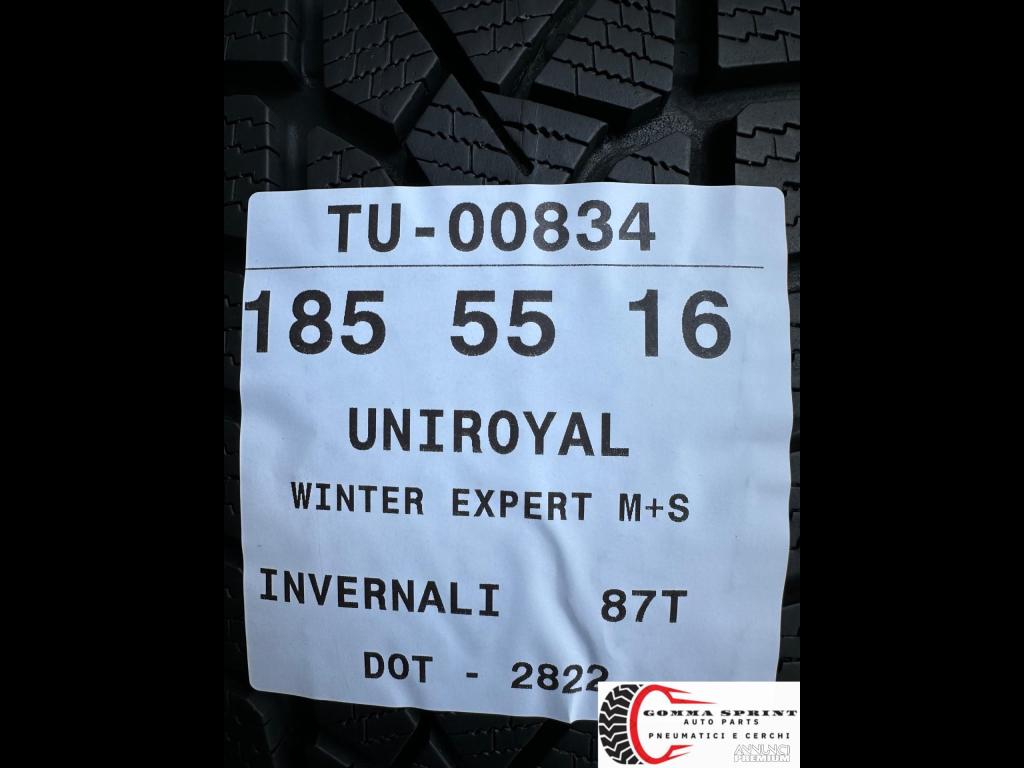 TU-00834
185 55 16
UNIROYAL
WINTER EXPERT M+S
INVERNALI 87T
DOT - 2822
GOMMA SPRINT
AUTO PARTS
PNEUMATICI E CERCHI
ANNUNCI
PREMIUM